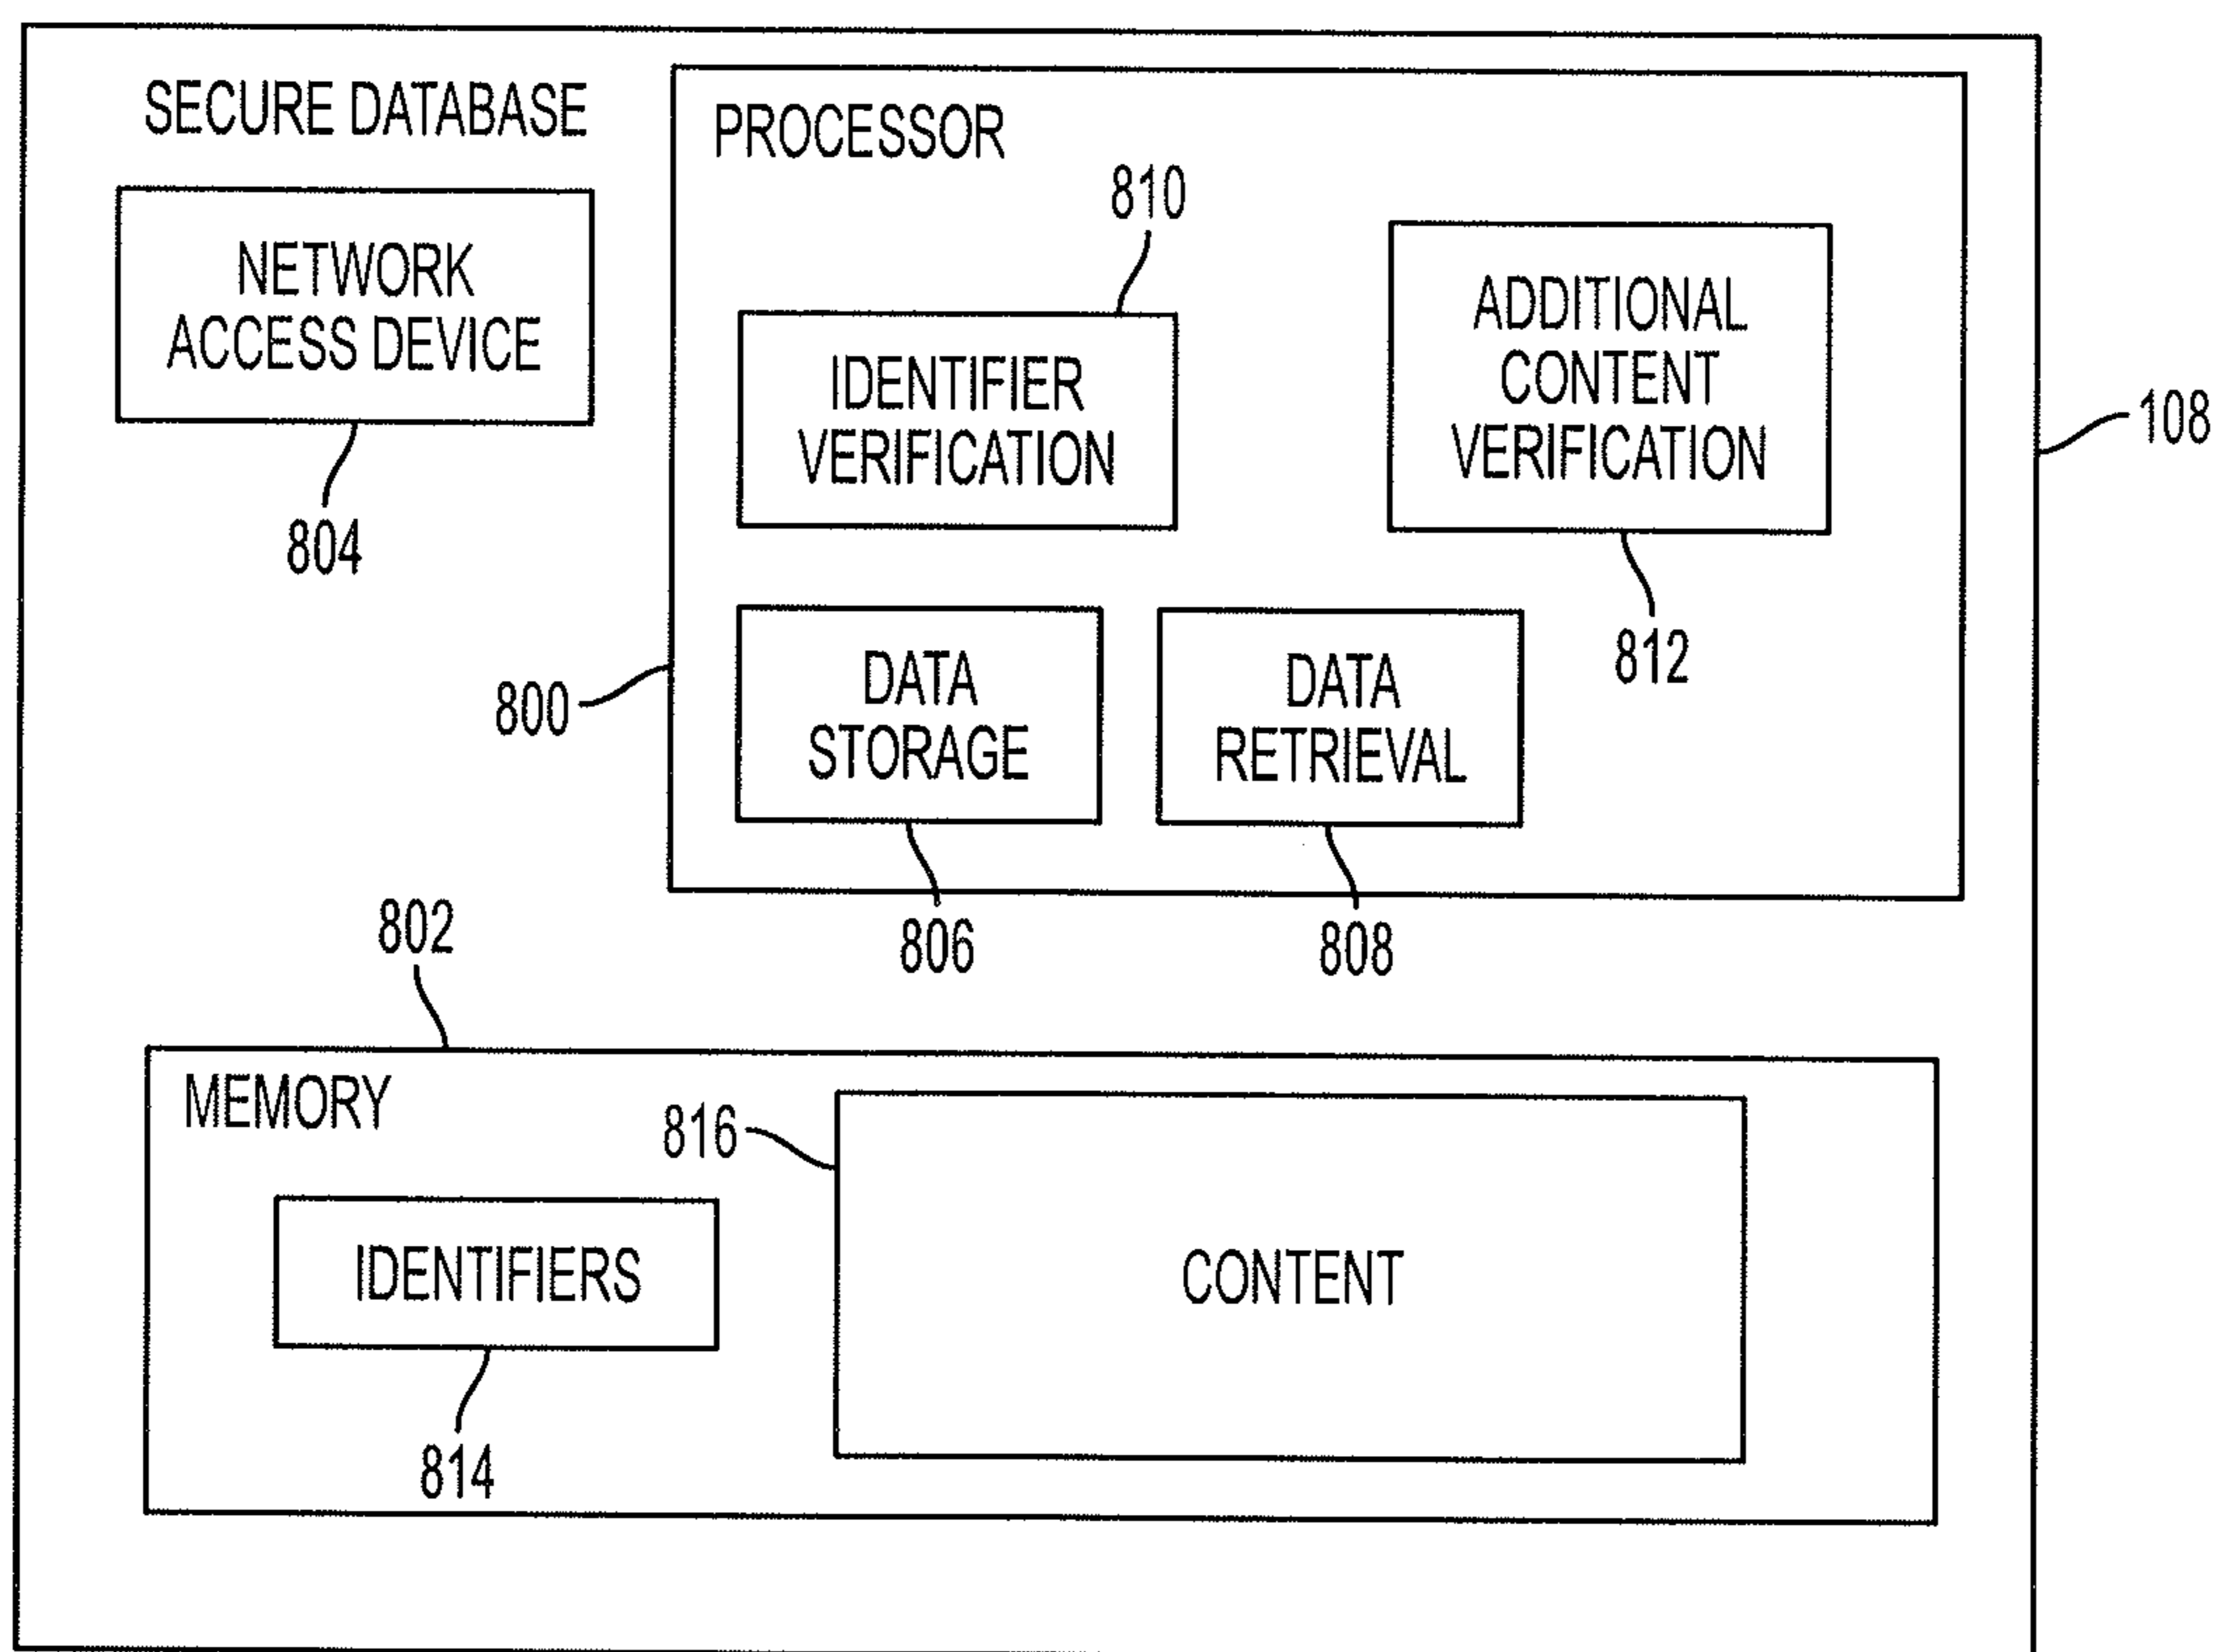 SECURE DATABASE
NETWORK
ACCESS DEVICE
804
PROCESSOR
810
IDENTIFIER
VERIFICATION
ADDITIONAL
CONTENT
VERIFICATION
812
108
800
DATA
STORAGE
806
DATA
RETRIEVAL
808
802
MEMORY
IDENTIFIERS
814
816
CONTENT